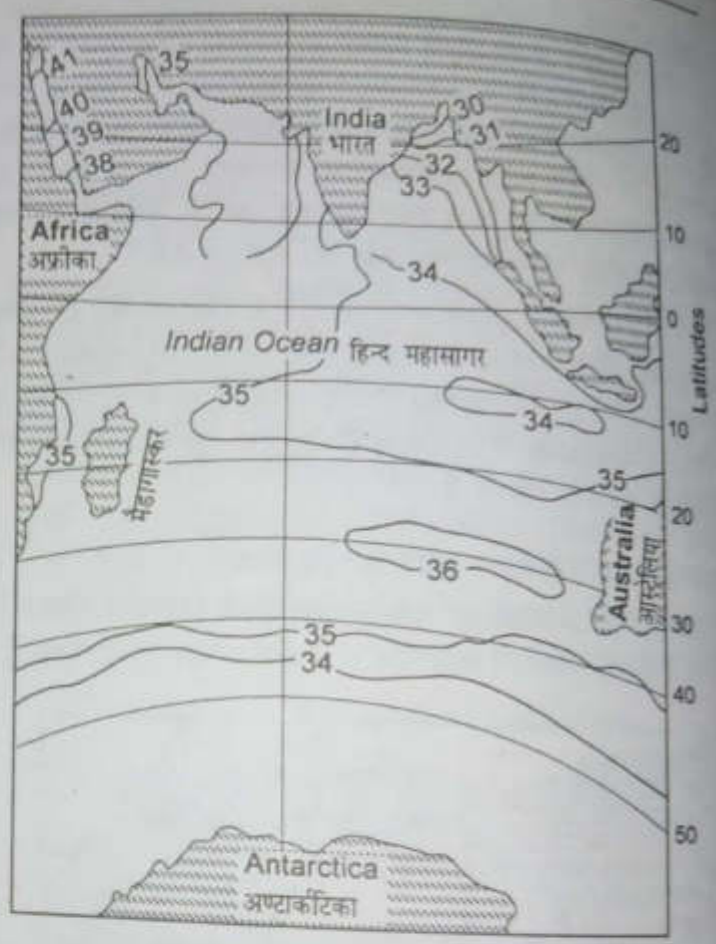 41
35
40
39
38
India
भारत
30
31
32
33
20
10
Africa
अफ्रीका
34
0
Indian Ocean हिन्द महासागर
Latitudes
35
34
10
35
मैडागास्कर
35
20
36
Australia
आस्ट्रेलिया
30
35
34
40
50
Antarctica
अण्टार्कटिका